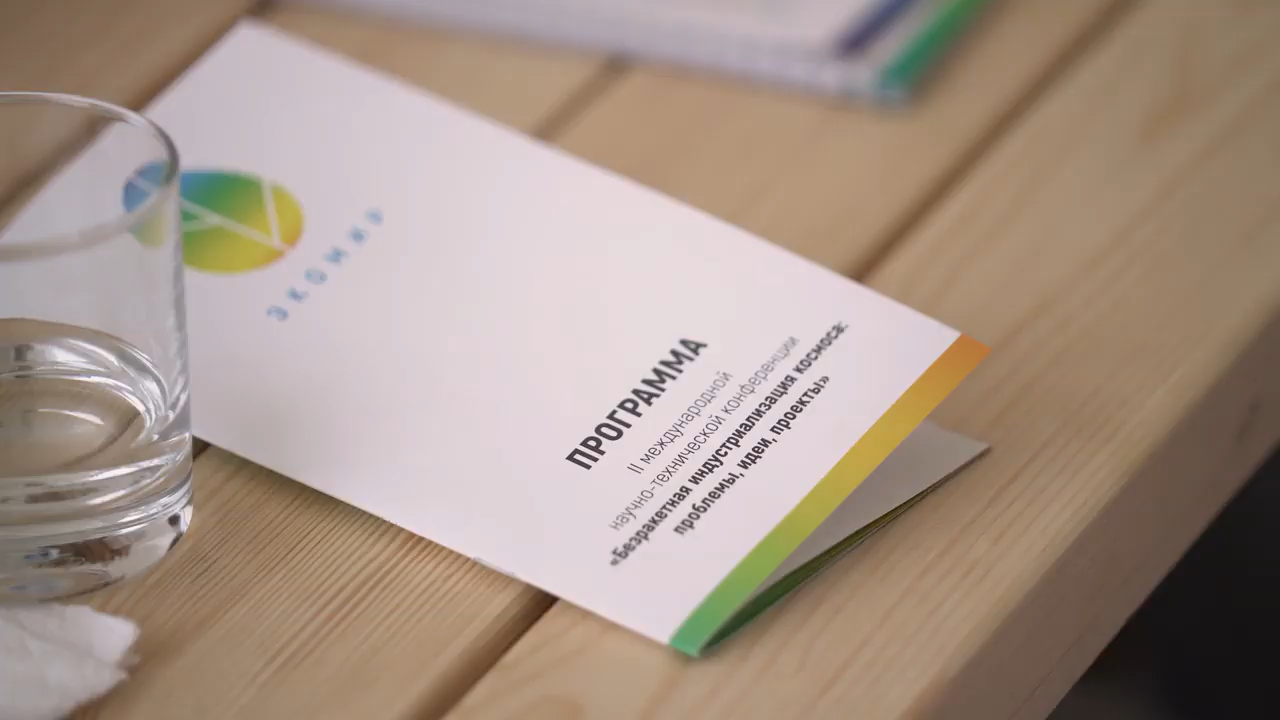 ЭКОМИР
ПРОГРАММА
II международной
научно-технической конференции
«Безракетная индустриализация космоса:
проблемы, идеи, проекты»